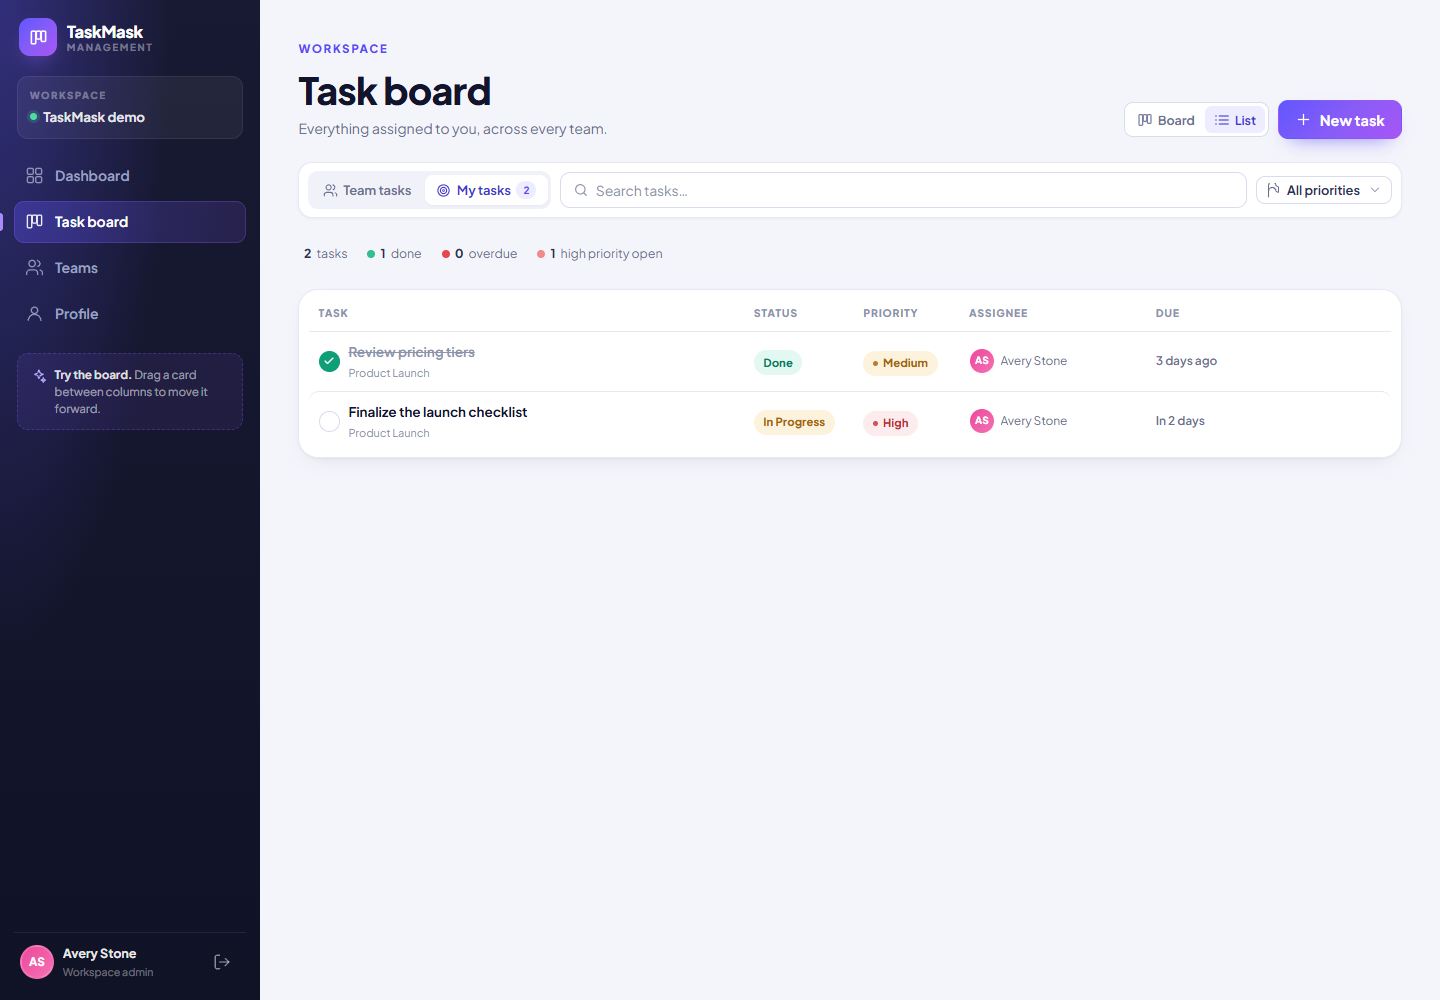 TaskMask
MANAGEMENT
WORKSPACE
TaskMask demo
Dashboard
Task board
Teams
Profile
Try the board. Drag a card
between columns to move it
forward.
AS
Avery Stone
Workspace admin
WORKSPACE
Task board
Everything assigned to you, across every team.
Board
List
New task
Team tasks
My tasks 2
Search tasks…
All priorities
2 tasks 1 done 0 overdue 1 high priority open
TASK STATUS PRIORITY ASSIGNEE DUE
Review pricing tiers
Product Launch
Done Medium AS Avery Stone 3 days ago
Finalize the launch checklist
Product Launch
In Progress High AS Avery Stone In 2 days